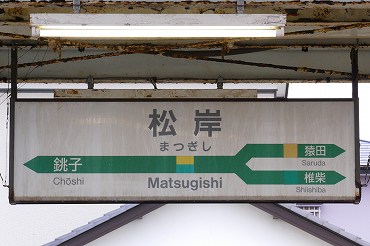 松岸
まつぎし
Matsugishi
銚子
Chōshi
猿田
Saruda
椎柴
Shiishiba